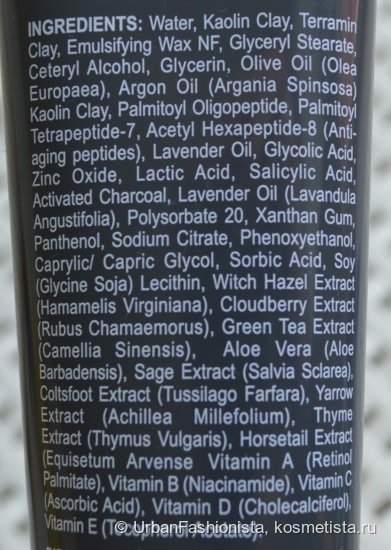 INGREDIENTS: Water, Kaolin Clay, Terramin
Clay, Emulsifying Wax NF, Glyceryl Stearate,
Ceteryl Alcohol, Glycerin, Olive Oil (Olea
Europaea), Argon Oil (Argania Spinsosa)
Kaolin Clay, Palmitoyl Oligopeptide, Palmitoyl
Tetrapeptide-7, Acetyl Hexapeptide-8 (Anti-
aging peptides), Lavender Oil, Glycolic Acid,
Zinc Oxide, Lactic Acid, Salicylic Acid,
Activated Charcoal, Lavender Oil (Lavandula
Angustifolia), Polysorbate 20, Xanthan Gum,
Panthenol, Sodium Citrate, Phenoxyethanol,
Caprylic/ Capric Glycol, Sorbic Acid, Soy
(Glycine Soja) Lecithin, Witch Hazel Extract
(Hamamelis Virginiana), Cloudberry Extract
(Rubus Chamaemorus), Green Tea Extract
(Camellia Sinensis), Aloe Vera (Aloe
Barbadensis), Sage Extract (Salvia Sclarea),
Coltsfoot Extract (Tussilago Farfara), Yarrow
Extract (Achillea Millefolium), Thyme
Extract (Thymus Vulgaris), Horsetail Extract
(Equisetum Arvense Vitamin A (Retinol
Palmitate), Vitamin B (Niacinamide), Vitamin C
(Ascorbic Acid), Vitamin D (Cholecalciferol),
Vitamin E (Tocopherol Acetate).
© UrbanFashionista, kosmetista.ru